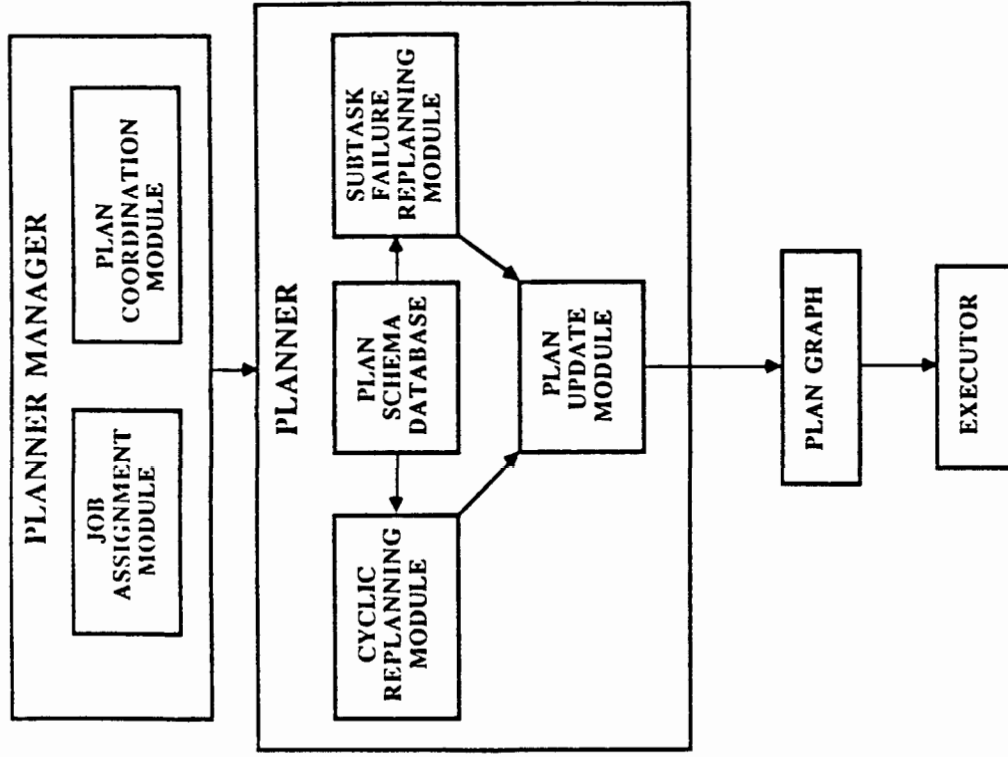 PLANNER MANAGER
JOB
ASSIGNMENT
MODULE
PLAN
COORDINATION
MODULE
PLANNER
CYCLIC
REPLANNING
MODULE
PLAN
SCHEMA
DATABASE
SUBTASK
FAILURE
REPLANNING
MODULE
PLAN
UPDATE
MODULE
PLAN GRAPH
EXECUTOR